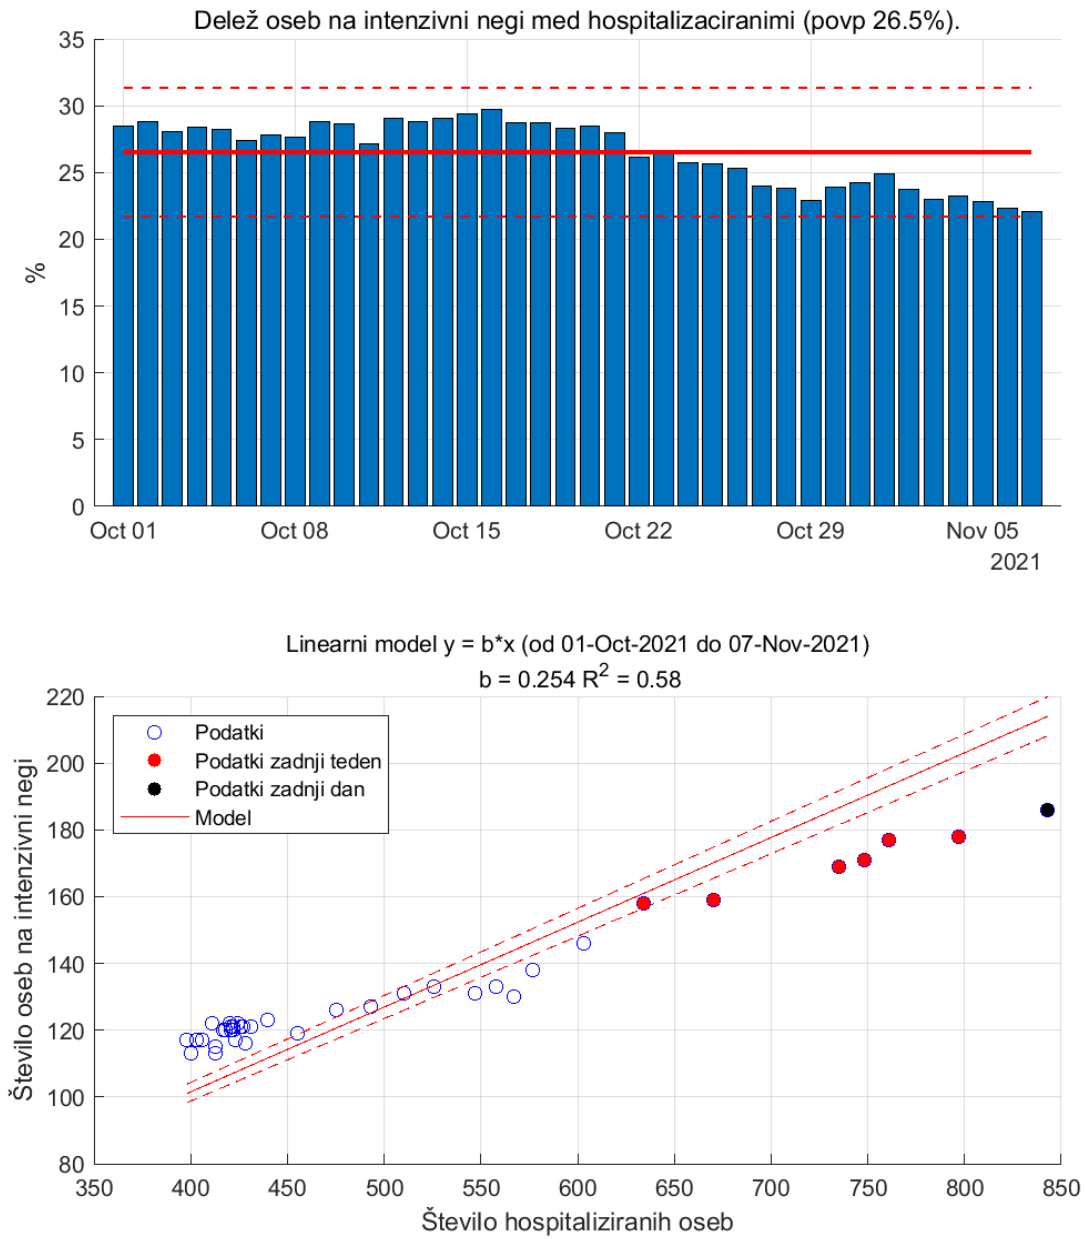 Delež oseb na intenzivni negi med hospitalizaciranimi (povp 26.5%).
35
30
25
20
15
10
5
0
%
Oct 01 Oct 08 Oct 15 Oct 22 Oct 29 Nov 05
2021
Linearni model y = b*x (od 01-Oct-2021 do 07-Nov-2021)
b = 0.254 R² = 0.58
220
200
180
160
140
120
100
80
Število oseb na intenzivni negi
Podatki
Podatki zadnji teden
Podatki zadnji dan
Model
350 400 450 500 550 600 650 700 750 800 850
Število hospitaliziranih oseb